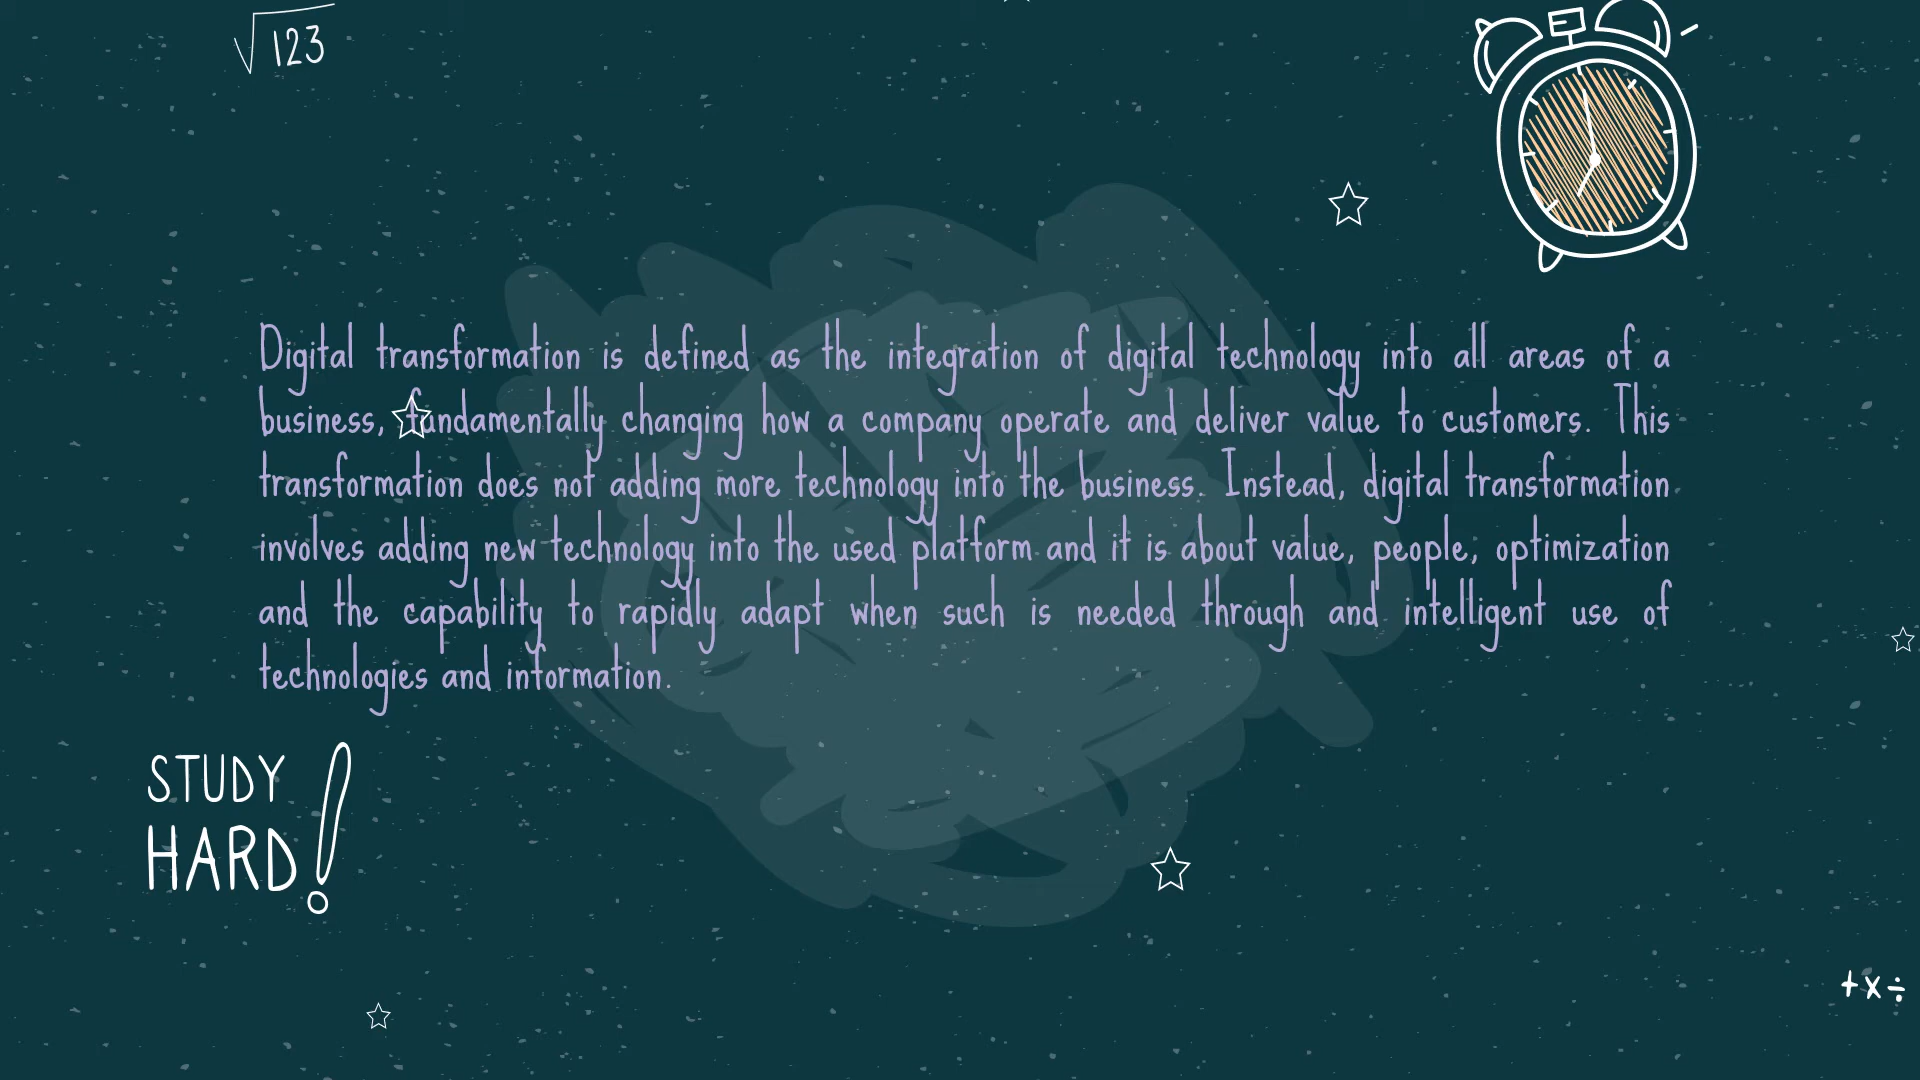 √123
Digital transformation is defined as the integration of digital technology into all areas of a
business, fundamentally changing how a company operate and deliver value to customers. This
transformation does not adding more technology into the business. Instead, digital transformation
involves adding new technology into the used platform and it is about value, people, optimization
and the capability to rapidly adapt when such is needed through and intelligent use of
technologies and information.
STUDY
HARD!
+x÷